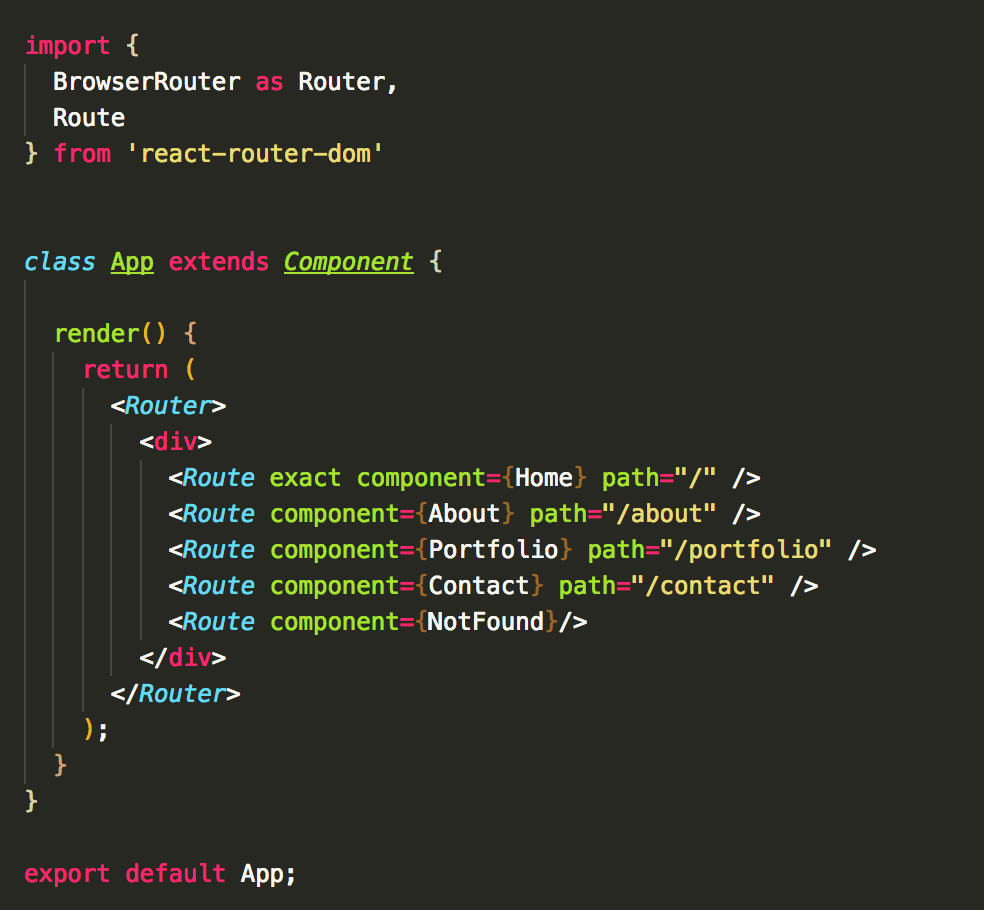 import {
  BrowserRouter as Router,
  Route
} from 'react-router-dom'
class App extends Component {
  render() {
    return (
      <Router>
        <div>
          <Route exact component={Home} path="/" />
          <Route component={About} path="/about" />
          <Route component={Portfolio} path="/portfolio" />
          <Route component={Contact} path="/contact" />
          <Route component={NotFound}/>
        </div>
      </Router>
    );
  }
}
export default App;